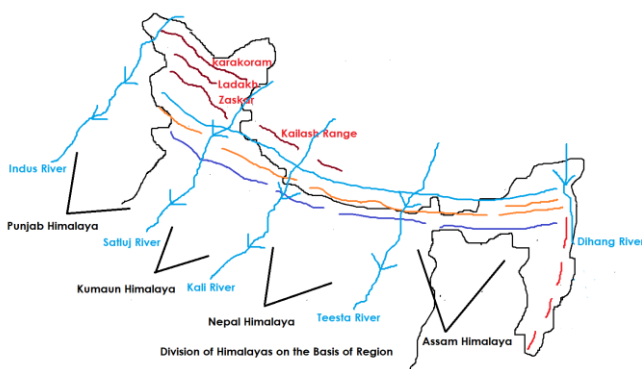 karakoram
Ladakh
Zaskar
Kailash Range
Indus River
Punjab Himalaya
Satluj River
Dihang River
Kumaun Himalaya
Kali River
Nepal Himalaya
Teesta River
Assam Himalaya
Division of Himalayas on the Basis of Region